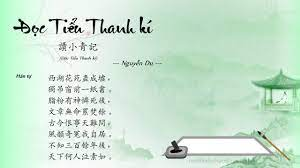 Đọc Tiểu Thanh kí
讀小青記
(Độc Tiểu Thanh kí)
--- Nguyễn Du ---
Hán tự
西湖花苑盡成墟，
獨弔窗前一紙書。
脂粉有神憐死後，
文章無命累焚餘。
古今恨事天難問，
風韻奇冤我自居。
不知三百餘年後，
天下何人泣素如。